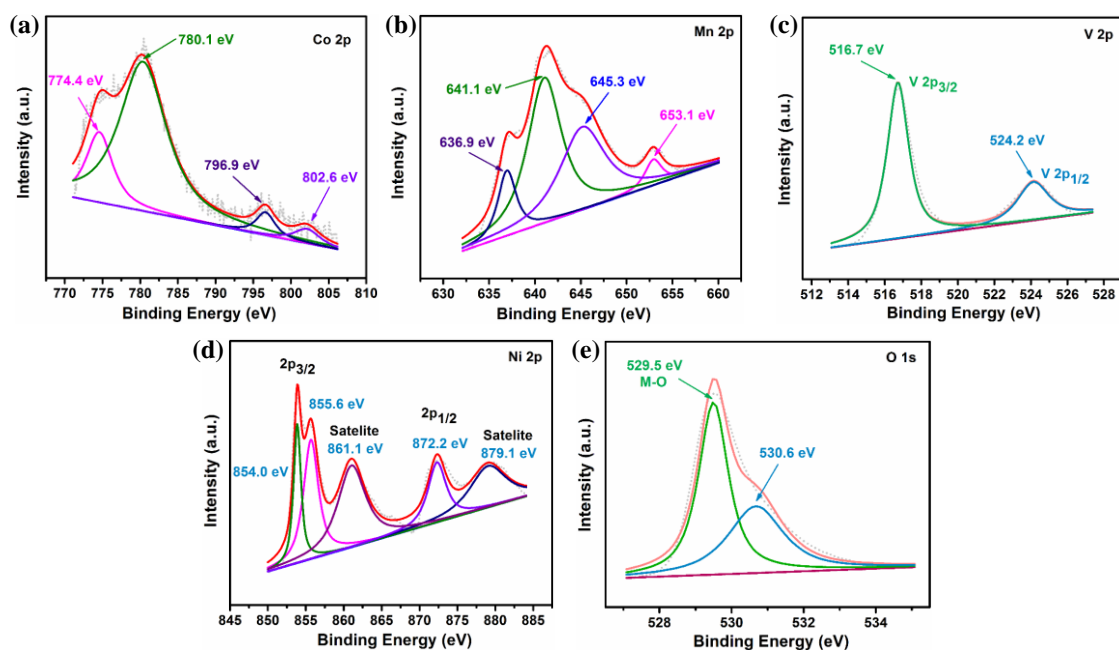 (a)
Co 2p
780.1 eV
774.4 eV
796.9 eV
802.6 eV
Intensity (a.u.)
770 775 780 785 790 795 800 805 810
Binding Energy (eV)
(b)
Mn 2p
641.1 eV
645.3 eV
636.9 eV
653.1 eV
Intensity (a.u.)
630 635 640 645 650 655 660
Binding Energy (eV)
(c)
V 2p
516.7 eV
V 2p3/2
524.2 eV
V 2p1/2
Intensity (a.u.)
512 514 516 518 520 522 524 526 528
Binding Energy (eV)
(d)
Ni 2p
2p3/2
855.6 eV
854.0 eV
Satelite
861.1 eV
2p1/2
872.2 eV
Satelite
879.1 eV
Intensity (a.u.)
845 850 855 860 865 870 875 880 885
Binding Energy (eV)
(e)
O 1s
529.5 eV
M-O
530.6 eV
Intensity (a.u.)
528 530 532 534
Binding Energy (eV)